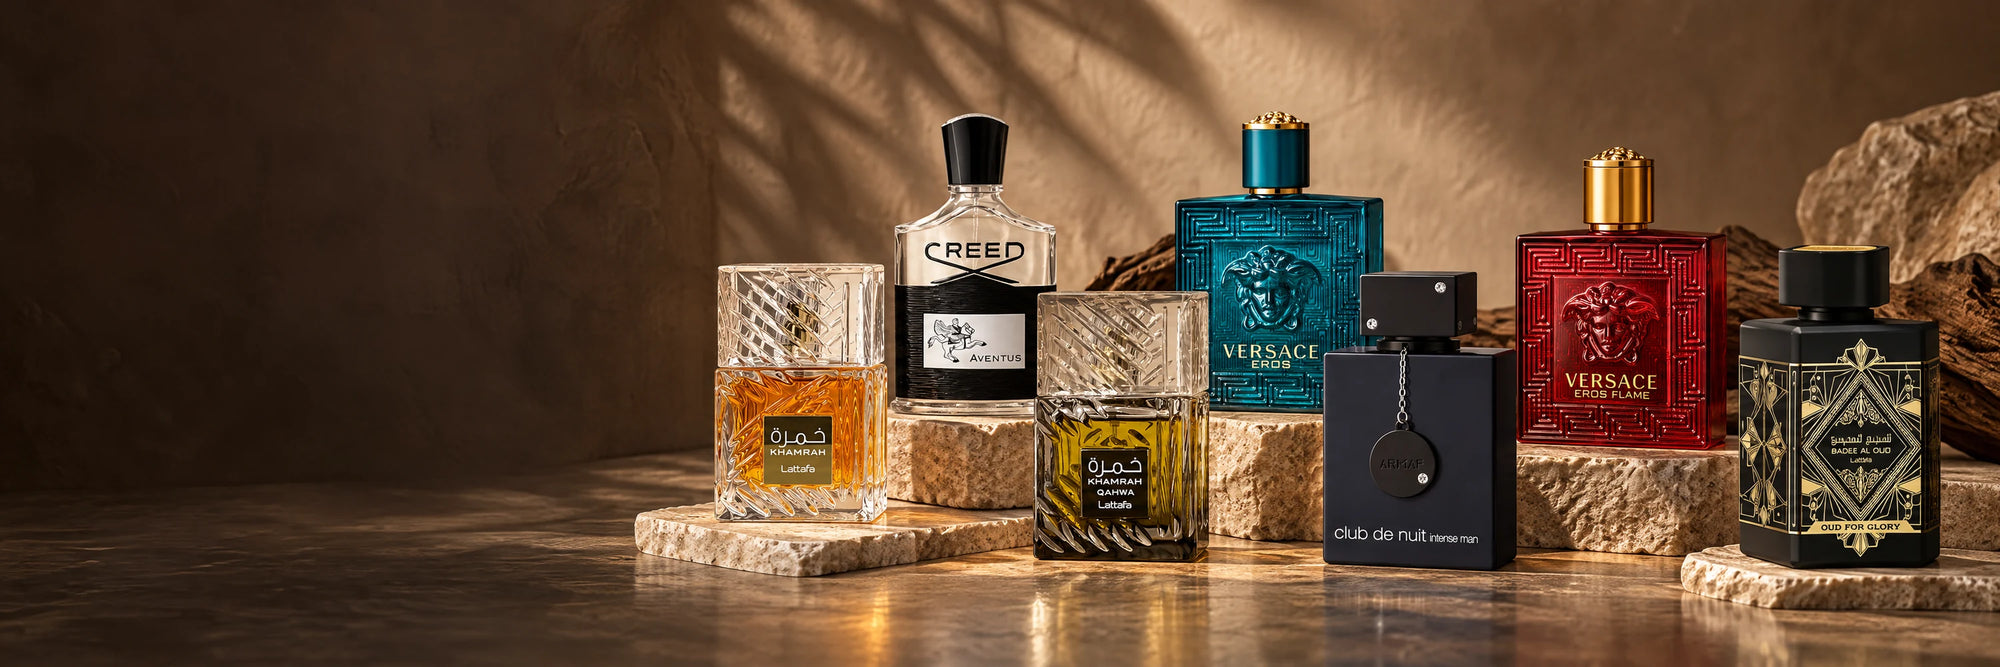 خمرة
KHAMRAH
Lattafa
CREED
AVENTUS
خمرة
KHAMRAH
QAHWA
Lattafa
VERSACE
EROS
ARMAF
club de nuit intense man
VERSACE
EROS FLAME
BADEE AL OUD
Lattafa
OUD FOR GLORY